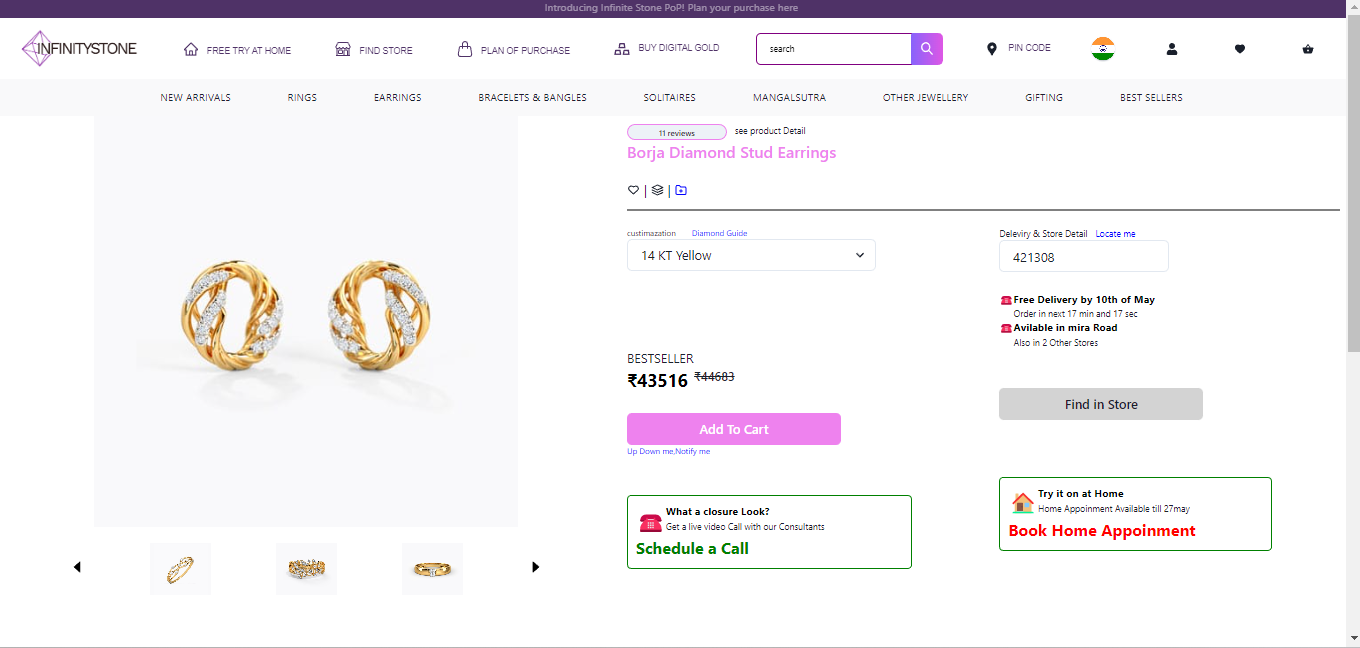 Introducing Infinite Stone PoP! Plan your purchase here
INFINITYSTONE
FREE TRY AT HOME
FIND STORE
PLAN OF PURCHASE
BUY DIGITAL GOLD
search
PIN CODE
NEW ARRIVALS
RINGS
EARRINGS
BRACELETS & BANGLES
SOLITAIRES
MANGALSUTRA
OTHER JEWELLERY
GIFTING
BEST SELLERS
11 reviews
see product Detail
Borja Diamond Stud Earrings
| |
custimazation
Diamond Guide
14 KT Yellow
BESTSELLER
₹43516 ₹44683
Add To Cart
Up Down me,Notify me
What a closure Look?
Get a live video Call with our Consultants
Schedule a Call
Deleviry & Store Detail
Locate me
421308
Free Delivery by 10th of May
Order in next 17 min and 17 sec
Avilable in mira Road
Also in 2 Other Stores
Find in Store
Try it on at Home
Home Appoinment Available till 27may
Book Home Appoinment